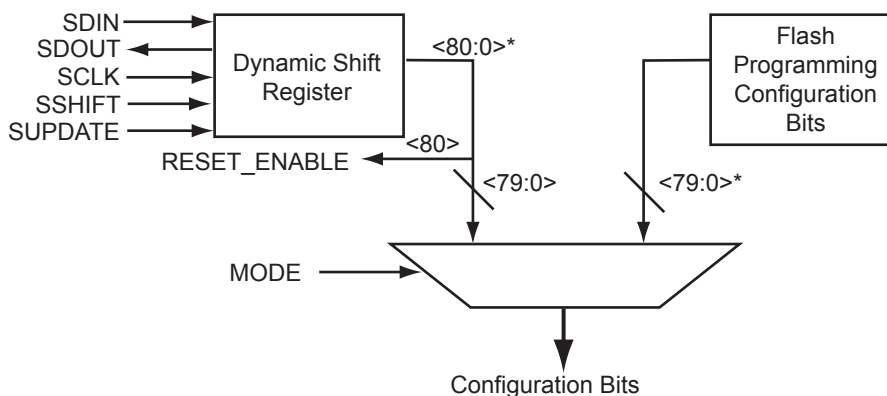 SDIN
SDOUT
SCLK
SSHIFT
SUPDATE
Dynamic Shift
Register
<80:0>*
Flash
Programming
Configuration
Bits
<80>
RESET_ENABLE
<79:0>
<79:0>*
MODE
Configuration Bits